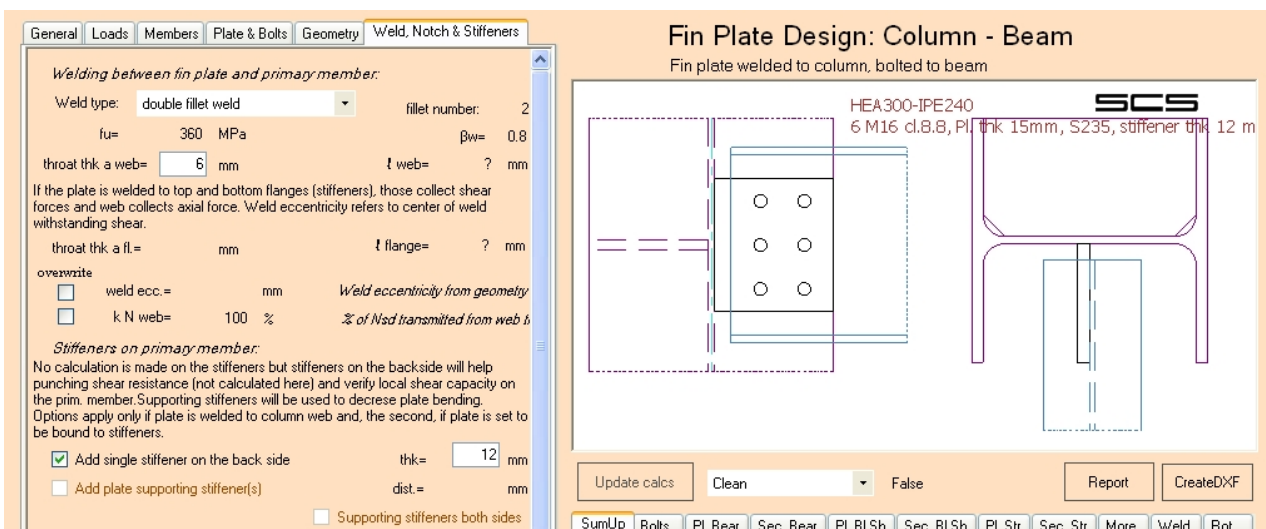 General Loads Members Plate & Bolts Geometry Weld, Notch & Stiffeners
Welding between fin plate and primary member:
Weld type: double fillet weld fillet number: 2
fu= 360 MPa βw= 0.8
throat thk a web= 6 mm ℓ web= ? mm
If the plate is welded to top and bottom flanges (stiffeners), those collect shear
forces and web collects axial force. Weld eccentricity refers to center of weld
withstanding shear.
throat thk a fl.= mm ℓ flange= ? mm
overwrite
weld ecc.= mm Weld eccentricity from geometry
k N web= 100 % % of Nsd transmitted from web
Stiffeners on primary member:
No calculation is made on the stiffeners but stiffeners on the backside will help
punching shear resistance (not calculated here) and verify local shear capacity on
the prim. member.Supporting stiffeners will be used to decrese plate bending.
Options apply only if plate is welded to column web and, the second, if plate is set to
be bound to stiffeners.
Add single stiffener on the back side thk= 12 mm
Add plate supporting stiffener(s) dist.= mm
Supporting stiffeners both sides
Fin Plate Design: Column - Beam
Fin plate welded to column, bolted to beam
SCS
HEA300-IPE240
6 M16 cl.8.8, Pl. thk 15mm, S235, stiffener thk 12 m
Update calcs Clean False Report CreateDXF
SumUp Bolts Pl.Bear Sec.Bear Pl.Bl.Sh Sec.Bl.Sh Pl.Str Sec.Str More Weld Rot